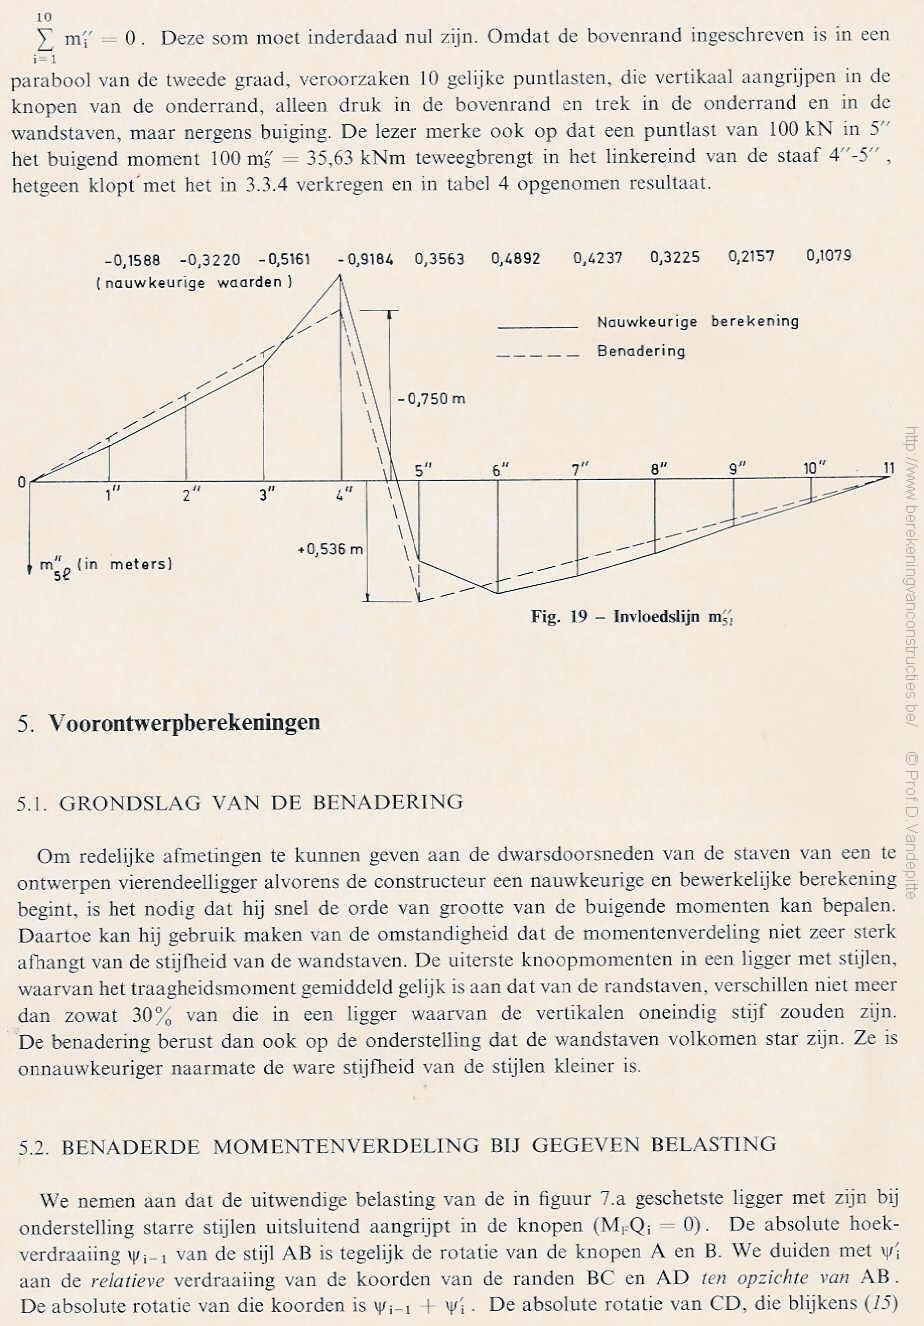 10
∑ m″i = 0. Deze som moet inderdaad nul zijn. Omdat de bovenrand ingeschreven is in een
i=1
parabool van de tweede graad, veroorzaken 10 gelijke puntlasten, die vertikaal aangrijpen in de
knopen van de onderrand, alleen druk in de bovenrand en trek in de onderrand en in de
wandstaven, maar nergens buiging. De lezer merke ook op dat een puntlast van 100 kN in 5″
het buigend moment 100 m″5 = 35,63 kNm teweegbrengt in het linkereind van de staaf 4″-5″,
hetgeen klopt met het in 3.3.4 verkregen en in tabel 4 opgenomen resultaat.
-0,1588 -0,3220 -0,5161 -0,9184 0,3563 0,4892 0,4237 0,3225 0,2157 0,1079
(nauwkeurige waarden)
Nauwkeurige berekening
Benadering
-0,750 m
0 1″ 2″ 3″ 4″ 5″ 6″ 7″ 8″ 9″ 10″ 11
+0,536 m
m″5ℓ (in meters)
Fig. 19 – Invloedslijn m″5l
5. Voorontwerpberekeningen
5.1. GRONDSLAG VAN DE BENADERING
Om redelijke afmetingen te kunnen geven aan de dwarsdoorsneden van de staven van een te
ontwerpen vierendeelligger alvorens de constructeur een nauwkeurige en bewerkelijke berekening
begint, is het nodig dat hij snel de orde van grootte van de buigende momenten kan bepalen.
Daartoe kan hij gebruik maken van de omstandigheid dat de momentenverdeling niet zeer sterk
afhangt van de stijfheid van de wandstaven. De uiterste knoopmomenten in een ligger met stijlen,
waarvan het traagheidsmoment gemiddeld gelijk is aan dat van de randstaven, verschillen niet meer
dan zowat 30% van die in een ligger waarvan de vertikalen oneindig stijf zouden zijn.
De benadering berust dan ook op de onderstelling dat de wandstaven volkomen star zijn. Ze is
onnauwkeuriger naarmate de ware stijfheid van de stijlen kleiner is.
5.2. BENADERDE MOMENTENVERDELING BIJ GEGEVEN BELASTING
We nemen aan dat de uitwendige belasting van de in figuur 7.a geschetste ligger met zijn bij
onderstelling starre stijlen uitsluitend aangrijpt in de knopen (MFQi = 0). De absolute hoek-
verdraaiing ψi-1 van de stijl AB is tegelijk de rotatie van de knopen A en B. We duiden met ψ′i
aan de relatieve verdraaiing van de koorden van de randen BC en AD ten opzichte van AB.
De absolute rotatie van die koorden is ψi-1 + ψ′i. De absolute rotatie van CD, die blijkens (15)
http://www.berekeningvanconstructies.be/ © Prof.D.Vandepitte